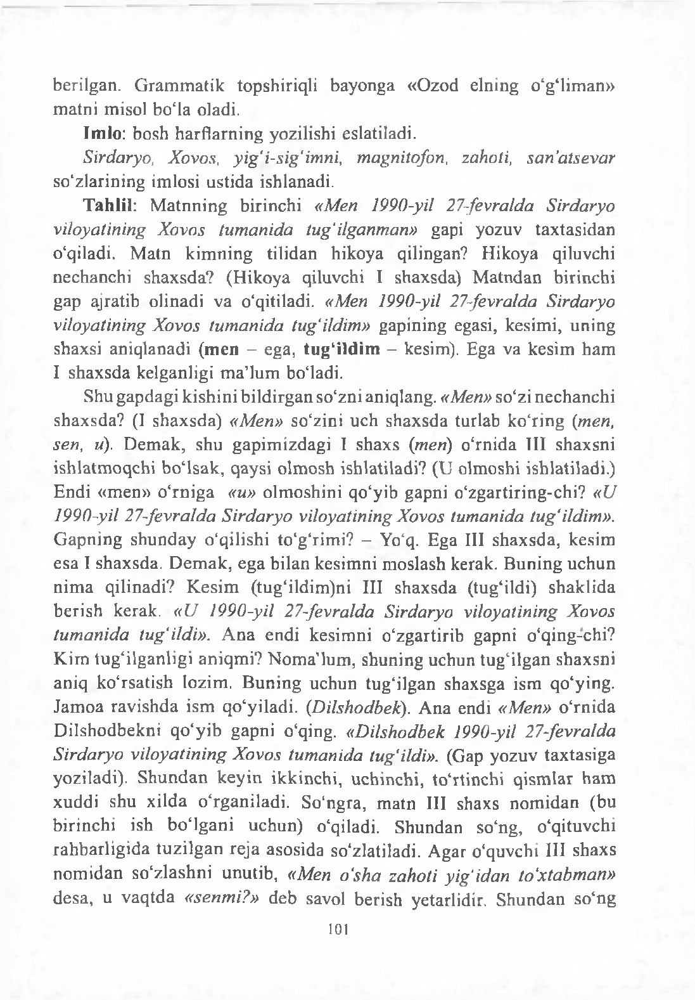 berilgan. Grammatik topshiriqli bayonga «Ozod elning o‘g‘liman»
matni misol bo‘la oladi.
Imlo: bosh harflarning yozilishi eslatiladi.
Sirdaryo, Xovos, yig‘i-sig‘imni, magnitofon, zahoti, san’atsevar
so‘zlarining imlosi ustida ishlanadi.
Tahlil: Matnning birinchi «Men 1990-yil 27-fevralda Sirdaryo
viloyatining Xovos tumanida tug‘ilganman» gapi yozuv taxtasidan
o‘qiladi. Matn kimning tilidan hikoya qilingan? Hikoya qiluvchi
nechanchi shaxsda? (Hikoya qiluvchi I shaxsda) Matndan birinchi
gap ajratib olinadi va o‘qitiladi. «Men 1990-yil 27-fevralda Sirdaryo
viloyatining Xovos tumanida tug‘ildim» gapining egasi, kesimi, uning
shaxsi aniqlanadi (men – ega, tug‘ildim – kesim). Ega va kesim ham
I shaxsda kelganligi ma’lum bo‘ladi.
Shu gapdagi kishini bildirgan so‘zni aniqlang. «Men» so‘zi nechanchi
shaxsda? (I shaxsda) «Men» so‘zini uch shaxsda turlab ko‘ring (men,
sen, u). Demak, shu gapimizdagi I shaxs (men) o‘rnida III shaxsni
ishlatmoqchi bo‘lsak, qaysi olmosh ishlatiladi? (U olmoshi ishlatiladi.)
Endi «men» o‘rniga «u» olmoshini qo‘yib gapni o‘zgartiring-chi? «U
1990-yil 27-fevralda Sirdaryo viloyatining Xovos tumanida tug‘ildim».
Gapning shunday o‘qilishi to‘g‘rimi? – Yo‘q. Ega III shaxsda, kesim
esa I shaxsda. Demak, ega bilan kesimni moslash kerak. Buning uchun
nima qilinadi? Kesim (tug‘ildim)ni III shaxsda (tug‘ildi) shaklida
berish kerak. «U 1990-yil 27-fevralda Sirdaryo viloyatining Xovos
tumanida tug‘ildi». Ana endi kesimni o‘zgartirib gapni o‘qing-chi?
Kim tug‘ilganligi aniqmi? Noma’lum, shuning uchun tug‘ilgan shaxsni
aniq ko‘rsatish lozim. Buning uchun tug‘ilgan shaxsga ism qo‘ying.
Jamoa ravishda ism qo‘yiladi. (Dilshodbek). Ana endi «Men» o‘rnida
Dilshodbekni qo‘yib gapni o‘qing. «Dilshodbek 1990-yil 27-fevralda
Sirdaryo viloyatining Xovos tumanida tug‘ildi». (Gap yozuv taxtasiga
yoziladi). Shundan keyin ikkinchi, uchinchi, to‘rtinchi qismlar ham
xuddi shu xilda o‘rganiladi. So‘ngra, matn III shaxs nomidan (bu
birinchi ish bo‘lgani uchun) o‘qiladi. Shundan so‘ng, o‘qituvchi
rahbarligida tuzilgan reja asosida so‘zlatiladi. Agar o‘quvchi III shaxs
nomidan so‘zlashni unutib, «Men o‘sha zahoti yig‘idan to‘xtabman»
desa, u vaqtda «senmi?» deb savol berish yetarlidir. Shundan so‘ng
101